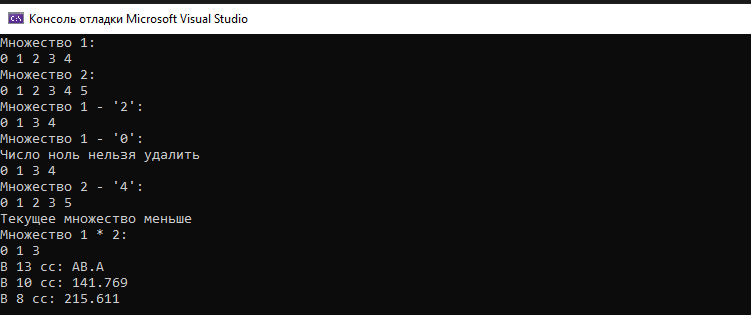 C:\
Консоль отладки Microsoft Visual Studio
Множество 1:
0 1 2 3 4
Множество 2:
0 1 2 3 4 5
Множество 1 - '2':
0 1 3 4
Множество 1 - '0':
Число ноль нельзя удалить
0 1 3 4
Множество 2 - '4':
0 1 2 3 5
Текущее множество меньше
Множество 1 * 2:
0 1 3
В 13 сс: AB.A
В 10 сс: 141.769
В 8 сс: 215.611